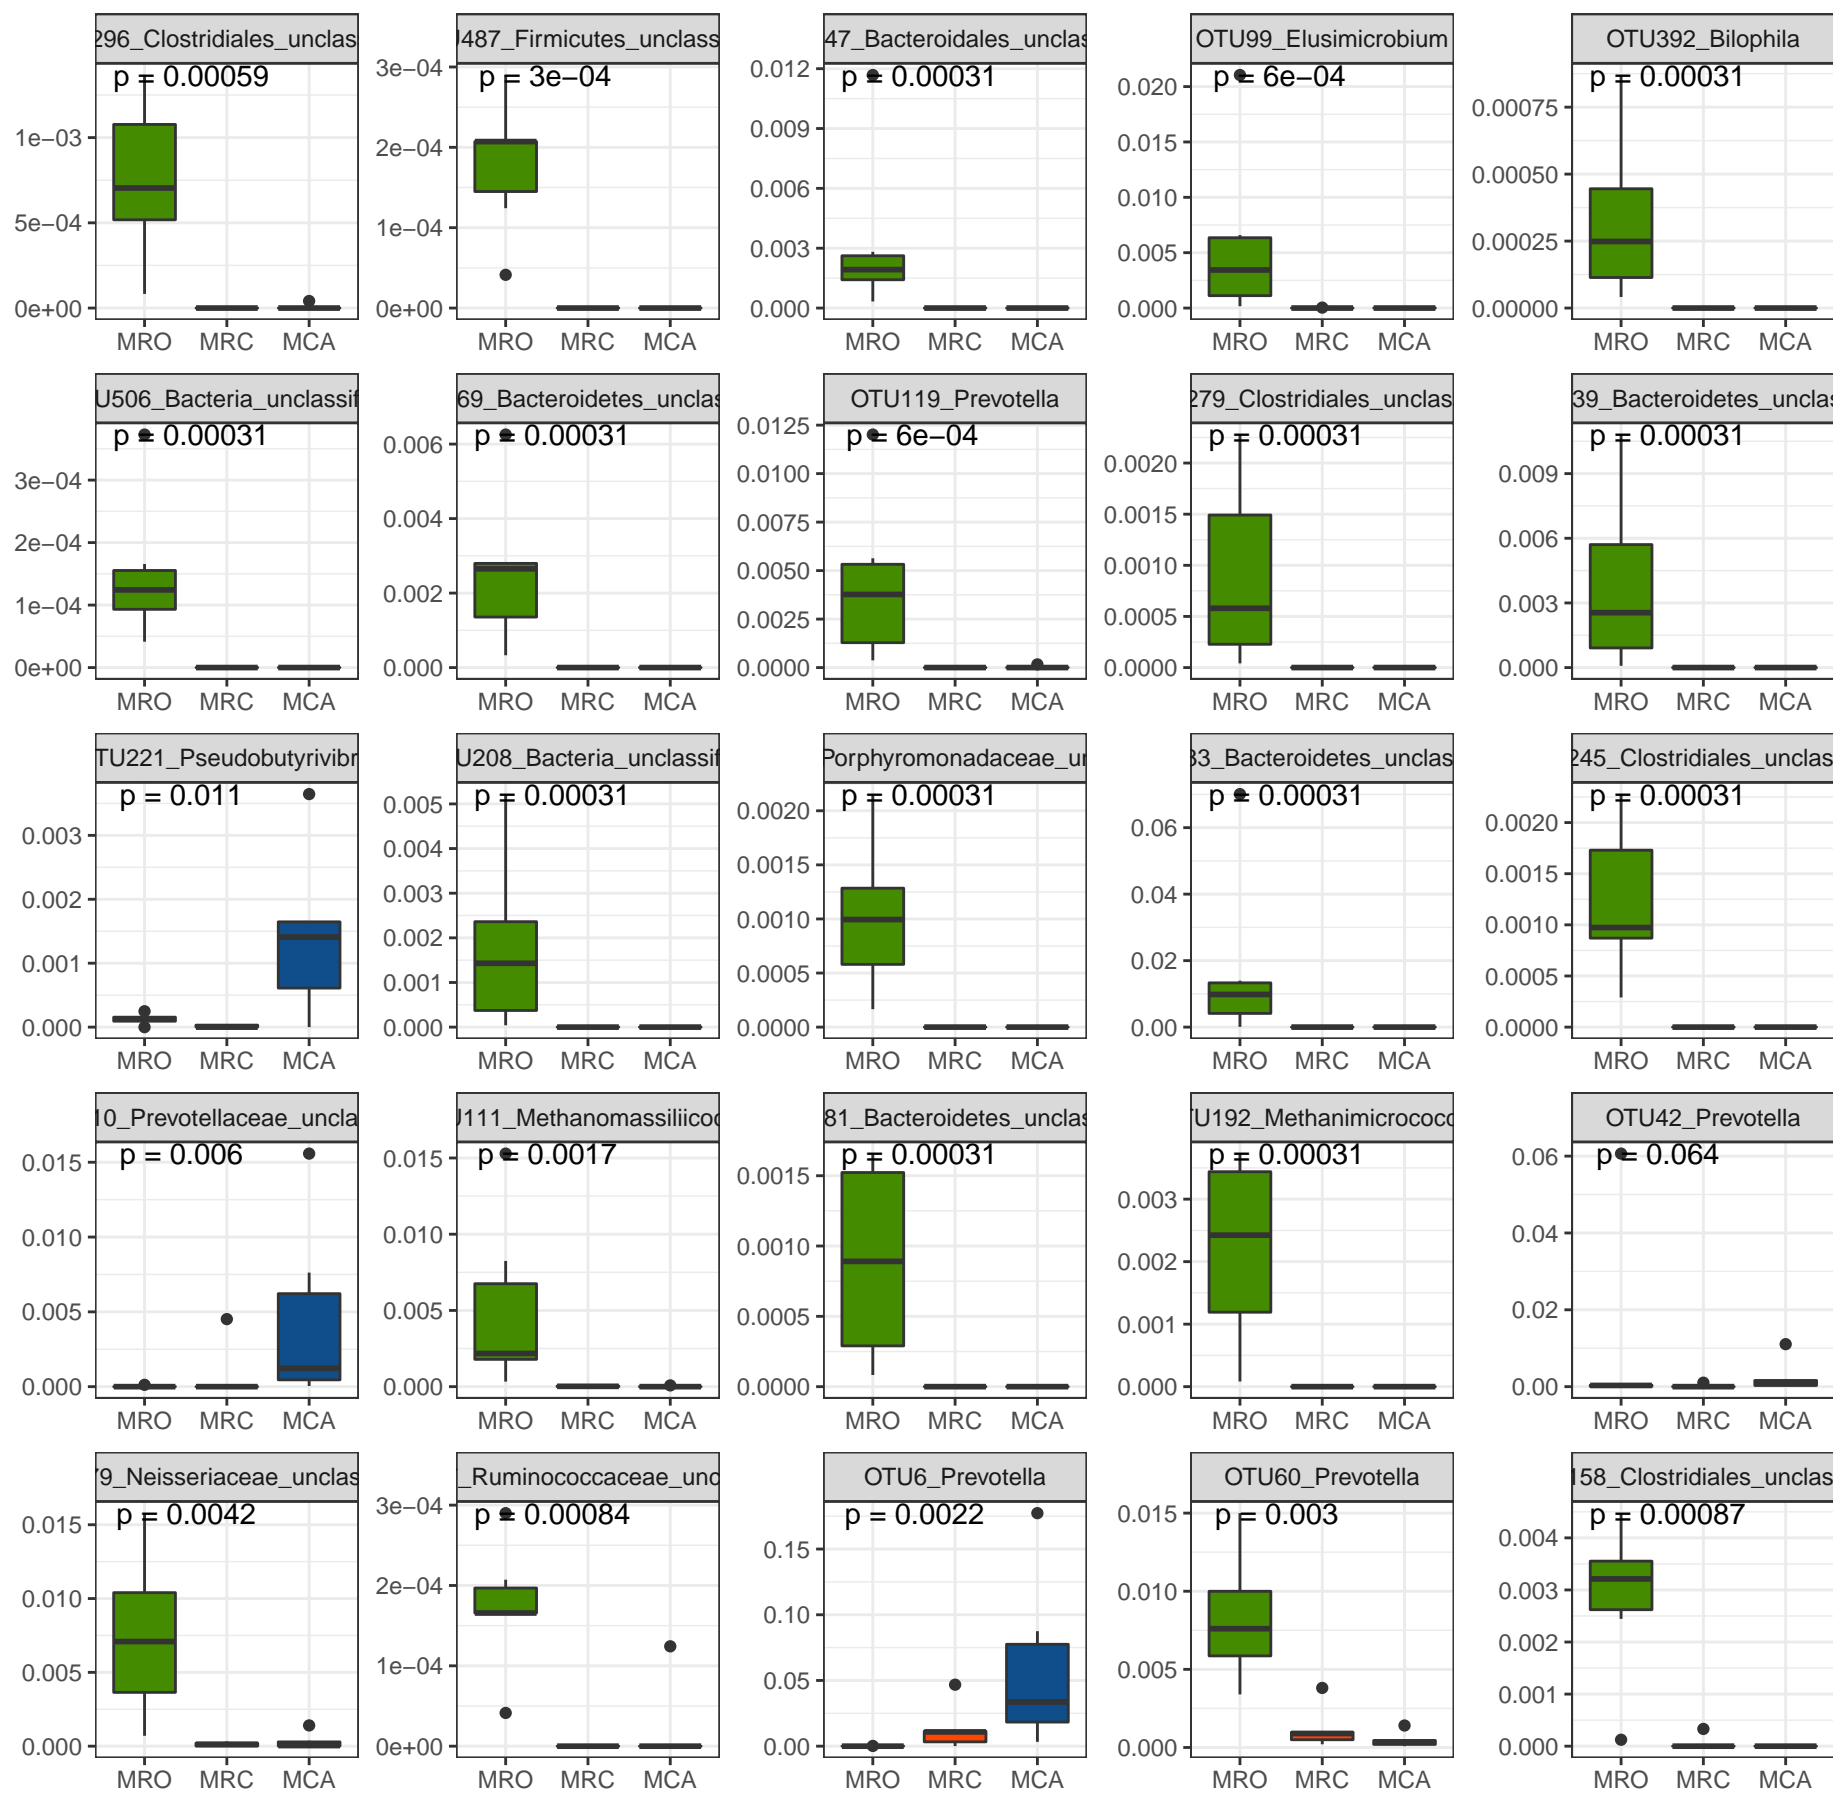 296_Clostridiales_unclas
U487_Firmicutes_unclass
47_Bacteroidales_unclas
OTU99_Elusimicrobium
OTU392_Bilophila
p = 0.00059
p = 3e−04
p = 0.00031
p = 6e−04
p = 0.00031
1e−03
5e−04
0e+00
3e−04
2e−04
1e−04
0e+00
0.012
0.009
0.006
0.003
0.000
0.020
0.015
0.010
0.005
0.000
0.00075
0.00050
0.00025
0.00000
MRO MRC MCA
MRO MRC MCA
MRO MRC MCA
MRO MRC MCA
MRO MRC MCA
U506_Bacteria_unclassif
69_Bacteroidetes_unclas
OTU119_Prevotella
279_Clostridiales_unclas
39_Bacteroidetes_unclas
p = 0.00031
p = 0.00031
p = 6e−04
p = 0.00031
p = 0.00031
3e−04
2e−04
1e−04
0e+00
0.006
0.004
0.002
0.000
0.0125
0.0100
0.0075
0.0050
0.0025
0.0000
0.0020
0.0015
0.0010
0.0005
0.0000
0.009
0.006
0.003
0.000
MRO MRC MCA
MRO MRC MCA
MRO MRC MCA
MRO MRC MCA
MRO MRC MCA
TU221_Pseudobutyrivibr
U208_Bacteria_unclassif
Porphyromonadaceae_un
33_Bacteroidetes_unclas
245_Clostridiales_unclas
p = 0.011
p = 0.00031
p = 0.00031
p = 0.00031
p = 0.00031
0.003
0.002
0.001
0.000
0.005
0.004
0.003
0.002
0.001
0.000
0.0020
0.0015
0.0010
0.0005
0.0000
0.06
0.04
0.02
0.00
0.0020
0.0015
0.0010
0.0005
0.0000
MRO MRC MCA
MRO MRC MCA
MRO MRC MCA
MRO MRC MCA
MRO MRC MCA
10_Prevotellaceae_uncla
U111_Methanomassiliicoc
81_Bacteroidetes_unclas
TU192_Methanimicrococc
OTU42_Prevotella
p = 0.006
p = 0.0017
p = 0.00031
p = 0.00031
p = 0.064
0.015
0.010
0.005
0.000
0.015
0.010
0.005
0.000
0.0015
0.0010
0.0005
0.0000
0.003
0.002
0.001
0.000
0.06
0.04
0.02
0.00
MRO MRC MCA
MRO MRC MCA
MRO MRC MCA
MRO MRC MCA
MRO MRC MCA
79_Neisseriaceae_unclas
_Ruminococcaceae_unc
OTU6_Prevotella
OTU60_Prevotella
158_Clostridiales_unclas
p = 0.0042
p = 0.00084
p = 0.0022
p = 0.003
p = 0.00087
0.015
0.010
0.005
0.000
3e−04
2e−04
1e−04
0e+00
0.15
0.10
0.05
0.00
0.015
0.010
0.005
0.000
0.004
0.003
0.002
0.001
0.000
MRO MRC MCA
MRO MRC MCA
MRO MRC MCA
MRO MRC MCA
MRO MRC MCA